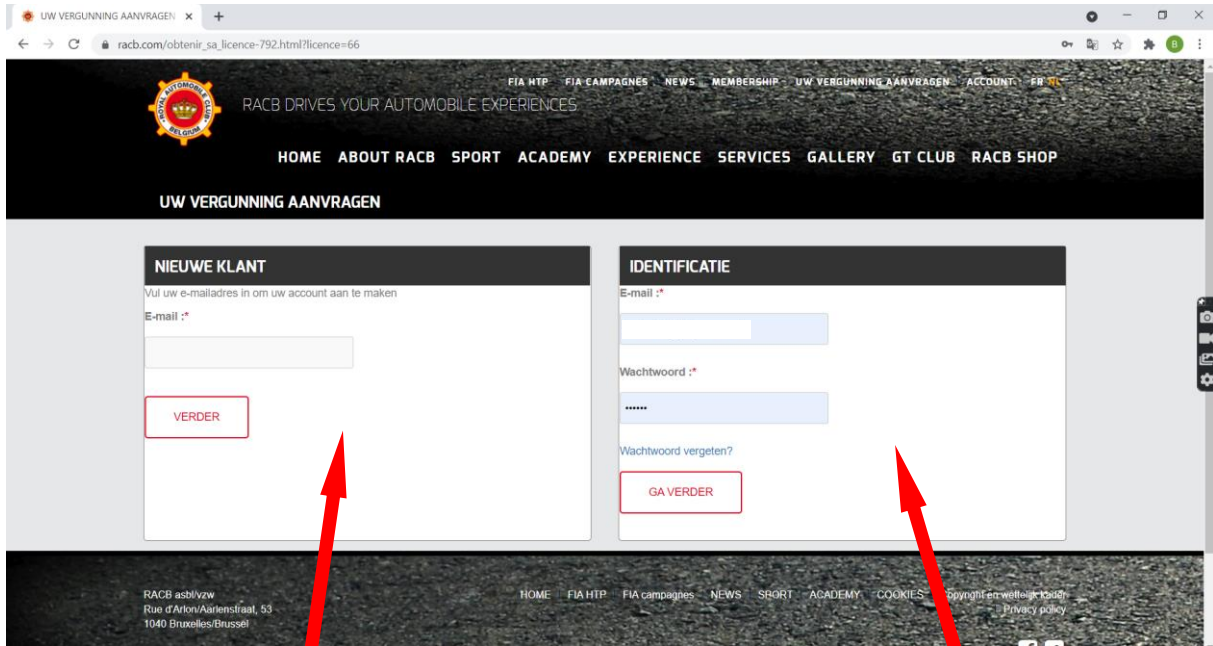 UW VERGUNNING AANVRAGEN
racb.com/obtenir_sa_licence-792.html?licence=66
B
FIA HTP FIA CAMPAGNES NEWS MEMBERSHIP UW VERGUNNING AANVRAGEN ACCOUNT FR NL
ROYAL AUTOMOBILE CLUB BELGIUM
RACB DRIVES YOUR AUTOMOBILE EXPERIENCES
HOME ABOUT RACB SPORT ACADEMY EXPERIENCE SERVICES GALLERY GT CLUB RACB SHOP
UW VERGUNNING AANVRAGEN
NIEUWE KLANT
Vul uw e-mailadres in om uw account aan te maken
E-mail :*
VERDER
IDENTIFICATIE
E-mail :*
Wachtwoord :*
••••••
Wachtwoord vergeten?
GA VERDER
RACB asbl/vzw
Rue d'Arlon/Aarlenstraat, 53
1040 Bruxelles/Brussel
HOME FIA HTP FIA campagnes NEWS SPORT ACADEMY COOKIES Copyright en wettelijk kader
Privacy policy